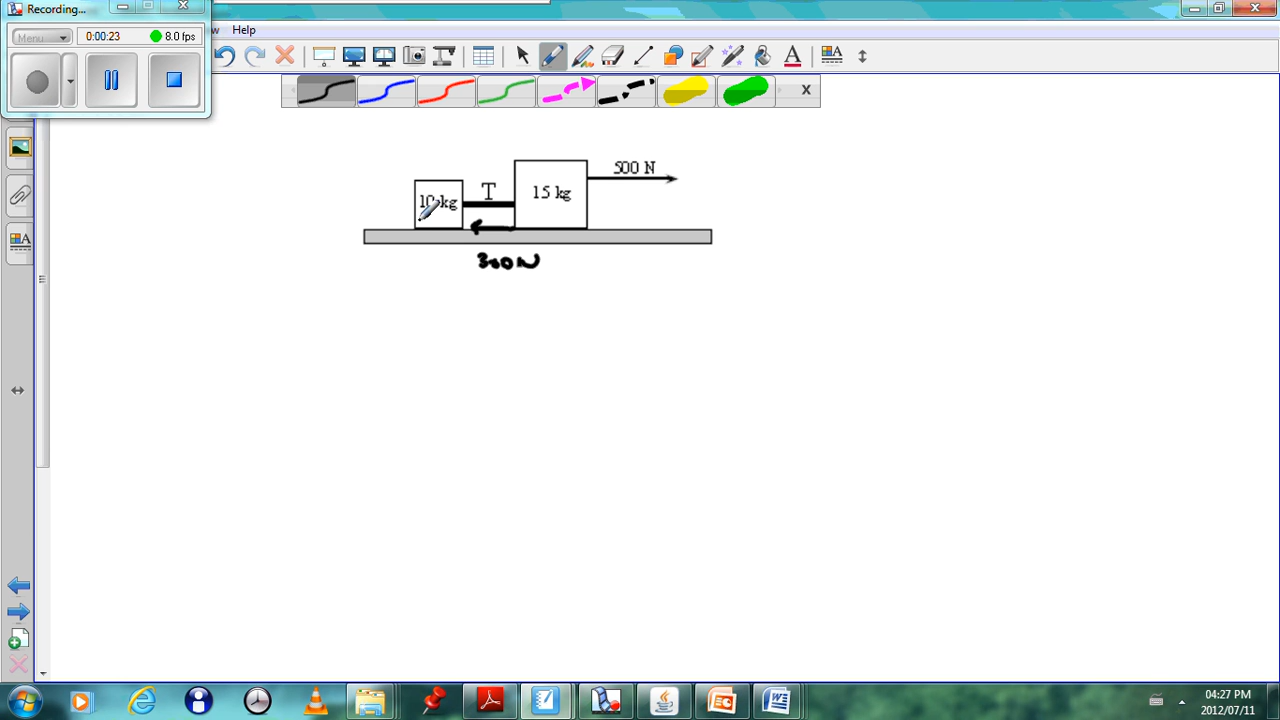 Recording...
Menu
0:00:23
8.0 fps
w Help
A
x
500 N
T
10 kg
15 kg
300N
04:27 PM
2012/07/11